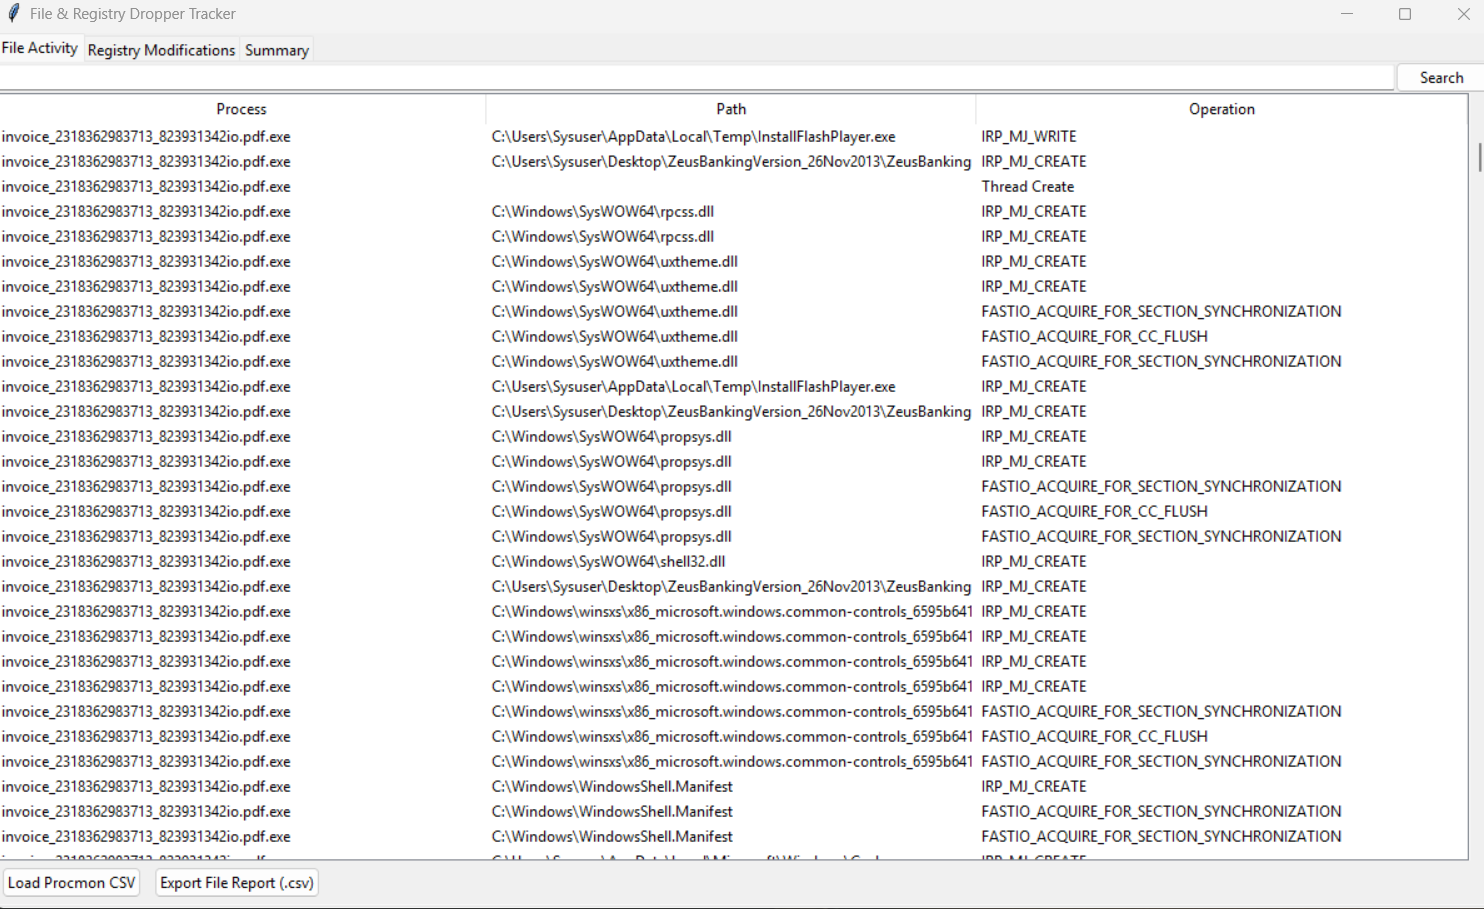 File & Registry Dropper Tracker
File Activity Registry Modifications Summary
Search
Process Path Operation
invoice_2318362983713_823931342io.pdf.exe C:\Users\Sysuser\AppData\Local\Temp\InstallFlashPlayer.exe IRP_MJ_WRITE
invoice_2318362983713_823931342io.pdf.exe C:\Users\Sysuser\Desktop\ZeusBankingVersion_26Nov2013\ZeusBanking IRP_MJ_CREATE
invoice_2318362983713_823931342io.pdf.exe Thread Create
invoice_2318362983713_823931342io.pdf.exe C:\Windows\SysWOW64\rpcss.dll IRP_MJ_CREATE
invoice_2318362983713_823931342io.pdf.exe C:\Windows\SysWOW64\rpcss.dll IRP_MJ_CREATE
invoice_2318362983713_823931342io.pdf.exe C:\Windows\SysWOW64\uxtheme.dll IRP_MJ_CREATE
invoice_2318362983713_823931342io.pdf.exe C:\Windows\SysWOW64\uxtheme.dll IRP_MJ_CREATE
invoice_2318362983713_823931342io.pdf.exe C:\Windows\SysWOW64\uxtheme.dll FASTIO_ACQUIRE_FOR_SECTION_SYNCHRONIZATION
invoice_2318362983713_823931342io.pdf.exe C:\Windows\SysWOW64\uxtheme.dll FASTIO_ACQUIRE_FOR_CC_FLUSH
invoice_2318362983713_823931342io.pdf.exe C:\Windows\SysWOW64\uxtheme.dll FASTIO_ACQUIRE_FOR_SECTION_SYNCHRONIZATION
invoice_2318362983713_823931342io.pdf.exe C:\Users\Sysuser\AppData\Local\Temp\InstallFlashPlayer.exe IRP_MJ_CREATE
invoice_2318362983713_823931342io.pdf.exe C:\Users\Sysuser\Desktop\ZeusBankingVersion_26Nov2013\ZeusBanking IRP_MJ_CREATE
invoice_2318362983713_823931342io.pdf.exe C:\Windows\SysWOW64\propsys.dll IRP_MJ_CREATE
invoice_2318362983713_823931342io.pdf.exe C:\Windows\SysWOW64\propsys.dll IRP_MJ_CREATE
invoice_2318362983713_823931342io.pdf.exe C:\Windows\SysWOW64\propsys.dll FASTIO_ACQUIRE_FOR_SECTION_SYNCHRONIZATION
invoice_2318362983713_823931342io.pdf.exe C:\Windows\SysWOW64\propsys.dll FASTIO_ACQUIRE_FOR_CC_FLUSH
invoice_2318362983713_823931342io.pdf.exe C:\Windows\SysWOW64\propsys.dll FASTIO_ACQUIRE_FOR_SECTION_SYNCHRONIZATION
invoice_2318362983713_823931342io.pdf.exe C:\Windows\SysWOW64\shell32.dll IRP_MJ_CREATE
invoice_2318362983713_823931342io.pdf.exe C:\Users\Sysuser\Desktop\ZeusBankingVersion_26Nov2013\ZeusBanking IRP_MJ_CREATE
invoice_2318362983713_823931342io.pdf.exe C:\Windows\winsxs\x86_microsoft.windows.common-controls_6595b641 IRP_MJ_CREATE
invoice_2318362983713_823931342io.pdf.exe C:\Windows\winsxs\x86_microsoft.windows.common-controls_6595b641 IRP_MJ_CREATE
invoice_2318362983713_823931342io.pdf.exe C:\Windows\winsxs\x86_microsoft.windows.common-controls_6595b641 IRP_MJ_CREATE
invoice_2318362983713_823931342io.pdf.exe C:\Windows\winsxs\x86_microsoft.windows.common-controls_6595b641 IRP_MJ_CREATE
invoice_2318362983713_823931342io.pdf.exe C:\Windows\winsxs\x86_microsoft.windows.common-controls_6595b641 FASTIO_ACQUIRE_FOR_SECTION_SYNCHRONIZATION
invoice_2318362983713_823931342io.pdf.exe C:\Windows\winsxs\x86_microsoft.windows.common-controls_6595b641 FASTIO_ACQUIRE_FOR_CC_FLUSH
invoice_2318362983713_823931342io.pdf.exe C:\Windows\winsxs\x86_microsoft.windows.common-controls_6595b641 FASTIO_ACQUIRE_FOR_SECTION_SYNCHRONIZATION
invoice_2318362983713_823931342io.pdf.exe C:\Windows\WindowsShell.Manifest IRP_MJ_CREATE
invoice_2318362983713_823931342io.pdf.exe C:\Windows\WindowsShell.Manifest FASTIO_ACQUIRE_FOR_SECTION_SYNCHRONIZATION
invoice_2318362983713_823931342io.pdf.exe C:\Windows\WindowsShell.Manifest FASTIO_ACQUIRE_FOR_SECTION_SYNCHRONIZATION
Load Procmon CSV Export File Report (.csv)